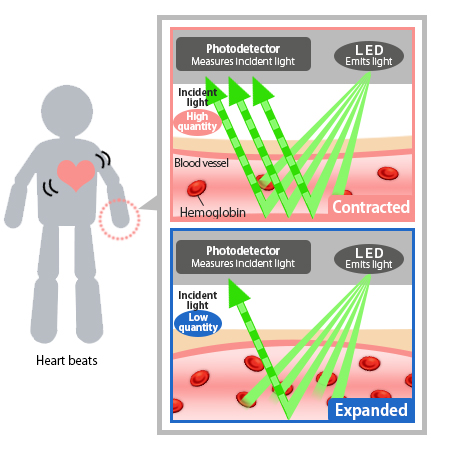 Photodetector
Measures incident light
LED
Emits light
Incident
light
High
quantity
Blood vessel
Hemoglobin
Contracted
Photodetector
Measures incident light
LED
Emits light
Incident
light
Low
quantity
Expanded
Heart beats